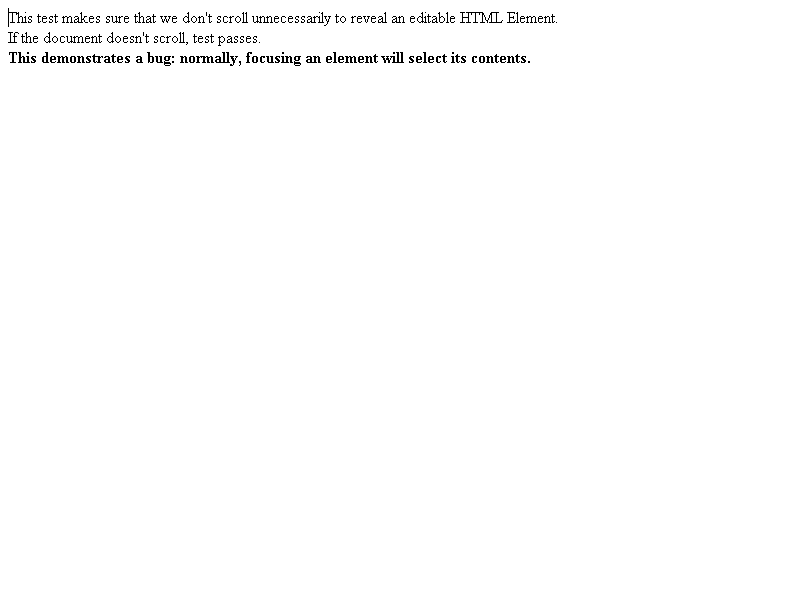 This test makes sure that we don't scroll unnecessarily to reveal an editable HTML Element.
If the document doesn't scroll, test passes.
This demonstrates a bug: normally, focusing an element will select its contents.